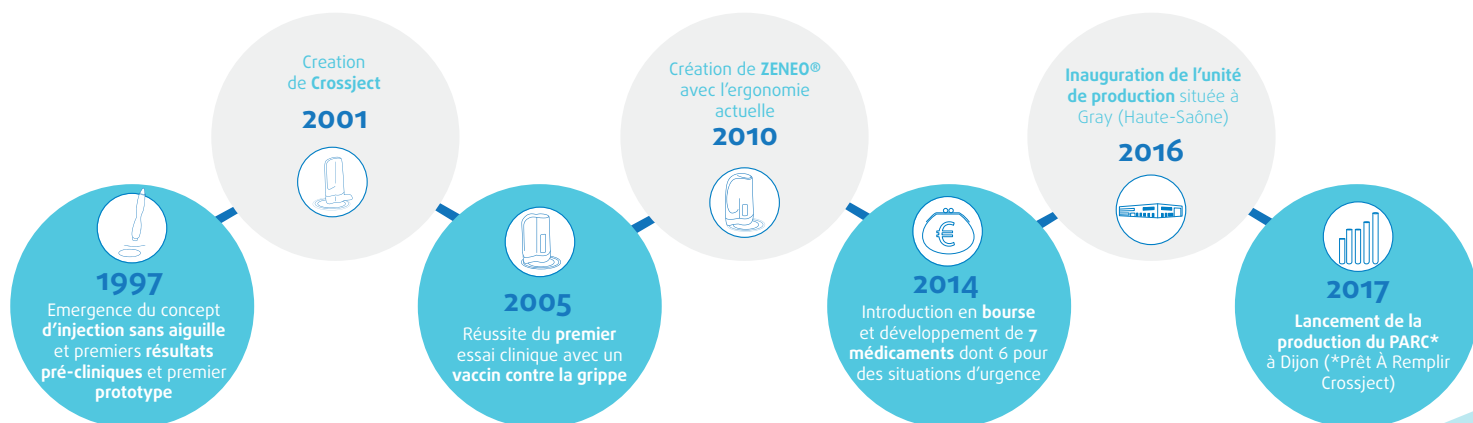 1997
Emergence du concept
d'injection sans aiguille
et premiers résultats
pré-cliniques et premier
prototype
Creation
de Crossject
2001
2005
Réussite du premier
essai clinique avec un
vaccin contre la grippe
Création de ZENEO®
avec l'ergonomie
actuelle
2010
€
2014
Introduction en bourse
et développement de 7
médicaments dont 6 pour
des situations d'urgence
Inauguration de l'unité
de production située à
Gray (Haute-Saône)
2016
2017
Lancement de la
production du PARC*
à Dijon (*Prêt À Remplir
Crossject)